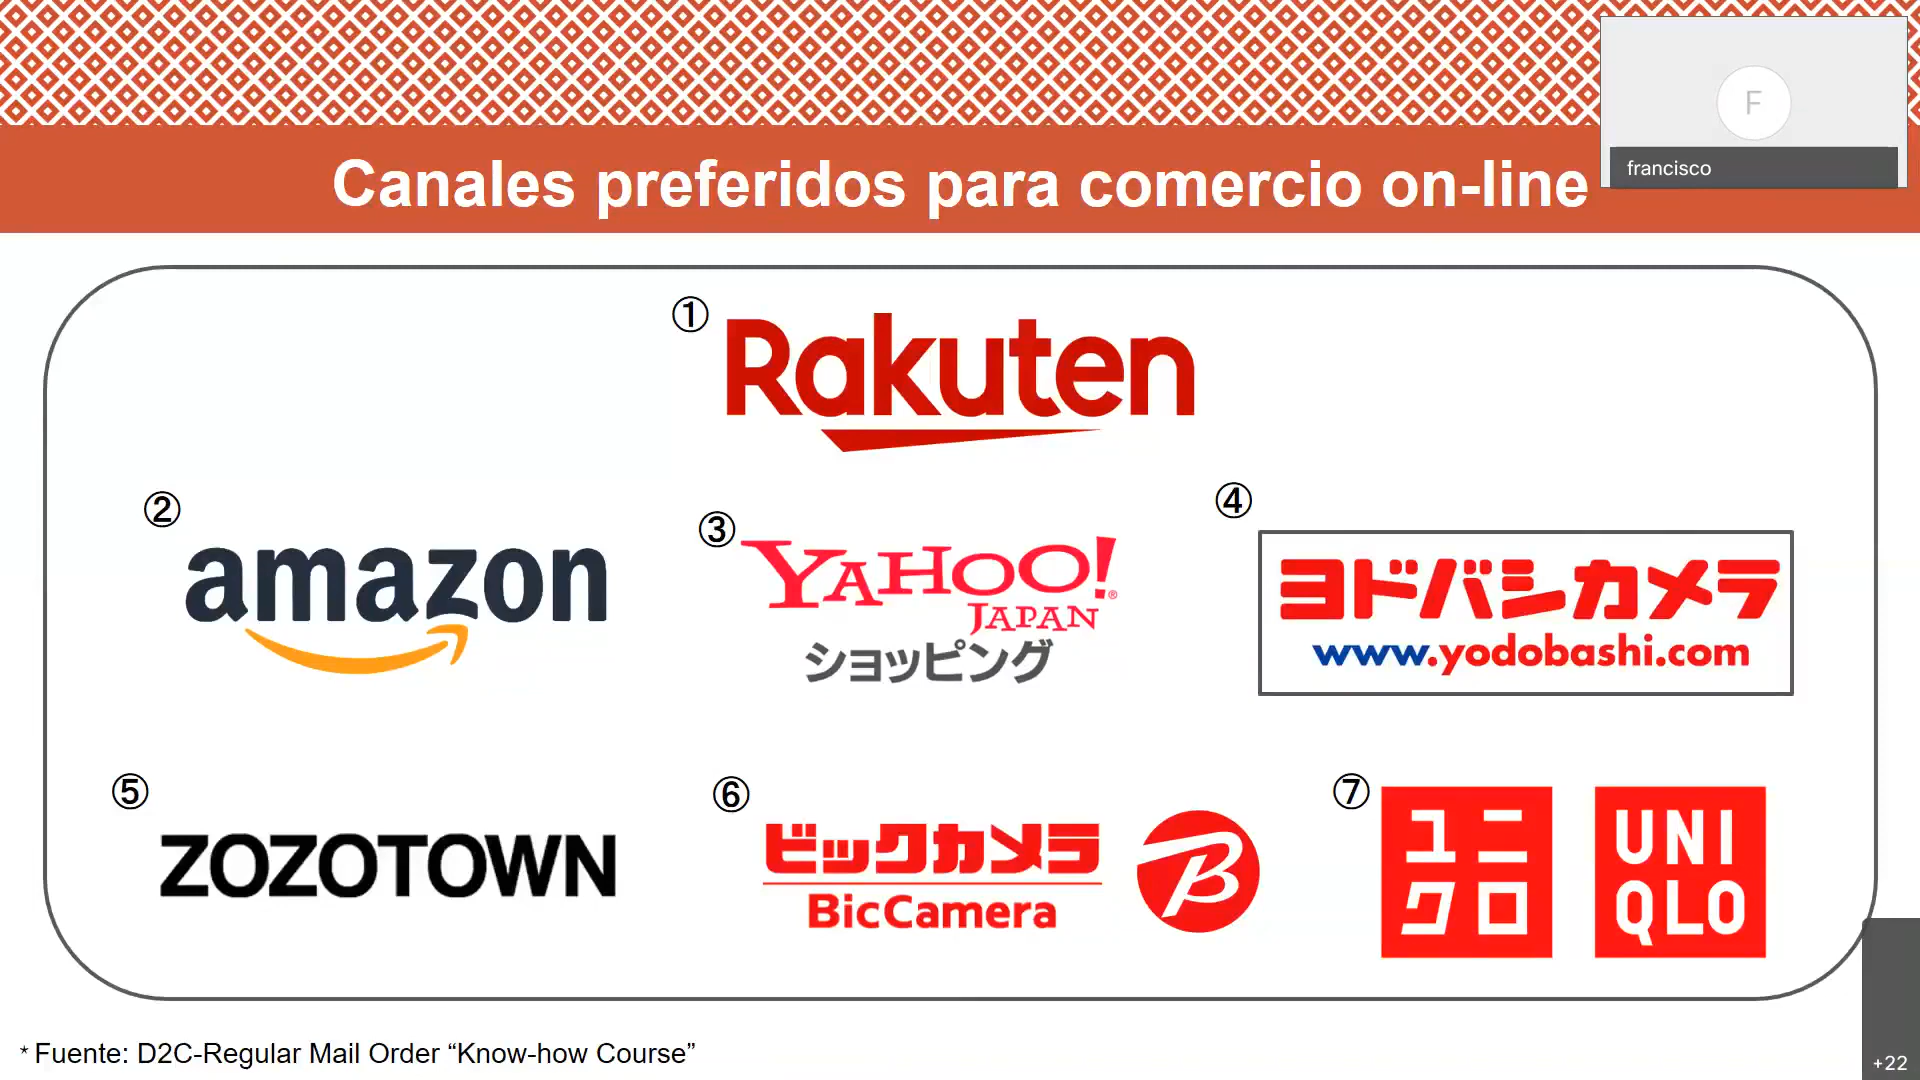 F
francisco
Canales preferidos para comercio on-line
①
Rakuten
②
amazon
③
YAHOO!®
JAPAN
ショッピング
④
ヨドバシカメラ
www.yodobashi.com
⑤
ZOZOTOWN
⑥
ビックカメラ
BicCamera
B
⑦
ユニ
クロ
UNI
QLO
* Fuente: D2C-Regular Mail Order “Know-how Course”
+22